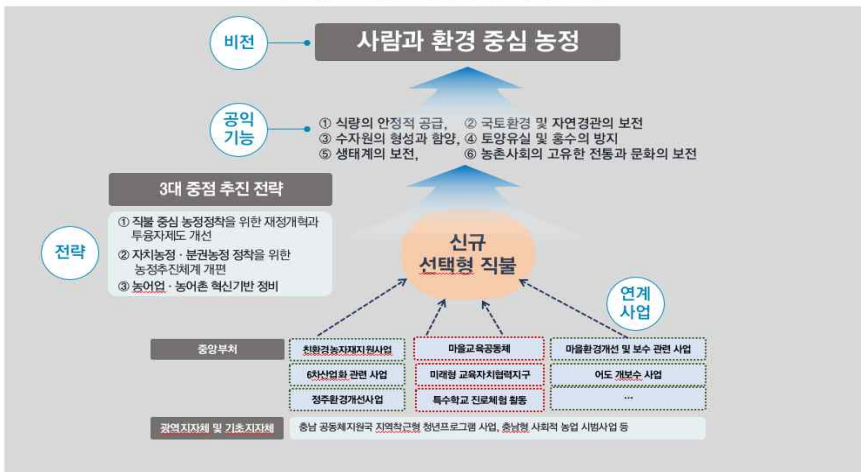 비전
사람과 환경 중심 농정
공익
기능
① 식량의 안정적 공급, ② 국토환경 및 자연경관의 보전
③ 수자원의 형성과 함양, ④ 토양유실 및 홍수의 방지
⑤ 생태계의 보전, ⑥ 농촌사회의 고유한 전통과 문화의 보전
3대 중점 추진 전략
전략
① 직불 중심 농정정착을 위한 재정개혁과
투융자제도 개선
② 자치농정·분권농정 정착을 위한
농정추진체계 개편
③ 농어업·농어촌 혁신기반 정비
신규
선택형 직불
연계
사업
중앙부처
친환경농자재지원사업
마을교육공동체
마을환경개선 및 보수 관련 사업
6차산업화 관련 사업
미래형 교육자치협력지구
어도 개보수 사업
정주환경개선사업
특수학교 진로체험 활동
…
광역지자체 및 기초지자체
충남 공동체지원국 지역착근형 청년프로그램 사업, 충남형 사회적 농업 시범사업 등